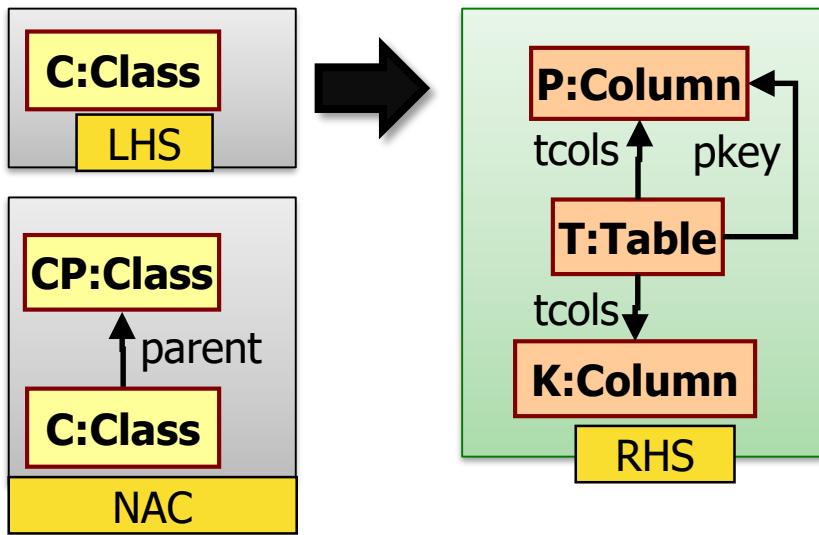 C:Class
LHS
CP:Class
parent
C:Class
NAC
P:Column
tcols
pkey
T:Table
tcols
K:Column
RHS